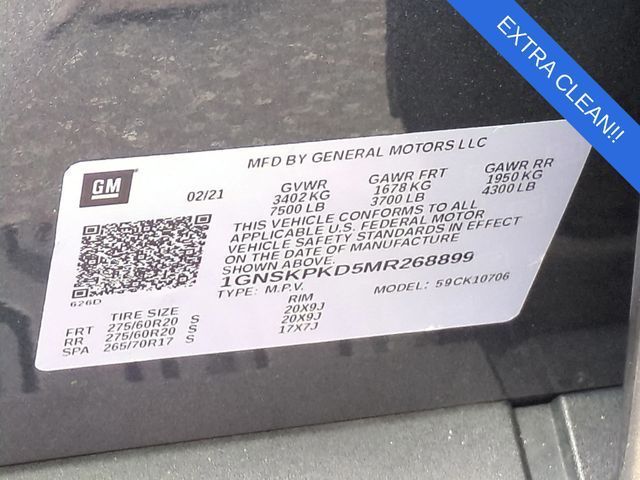 EXTRA CLEAN!!
MFD BY GENERAL MOTORS LLC
GM
02/21 GVWR GAWR FRT GAWR RR
3402 KG 1678 KG 1950 KG
7500 LB 3700 LB 4300 LB
THIS VEHICLE CONFORMS TO ALL
APPLICABLE U.S. FEDERAL MOTOR
VEHICLE SAFETY STANDARDS IN EFFECT
ON THE DATE OF MANUFACTURE
SHOWN ABOVE.
1GNSKPKD5MR268899
626D
TYPE: M.P.V. MODEL: 59CK10706
TIRE SIZE RIM
FRT 275/60R20 S 20X9J
RR 275/60R20 S 20X9J
SPA 265/70R17 S 17X7J